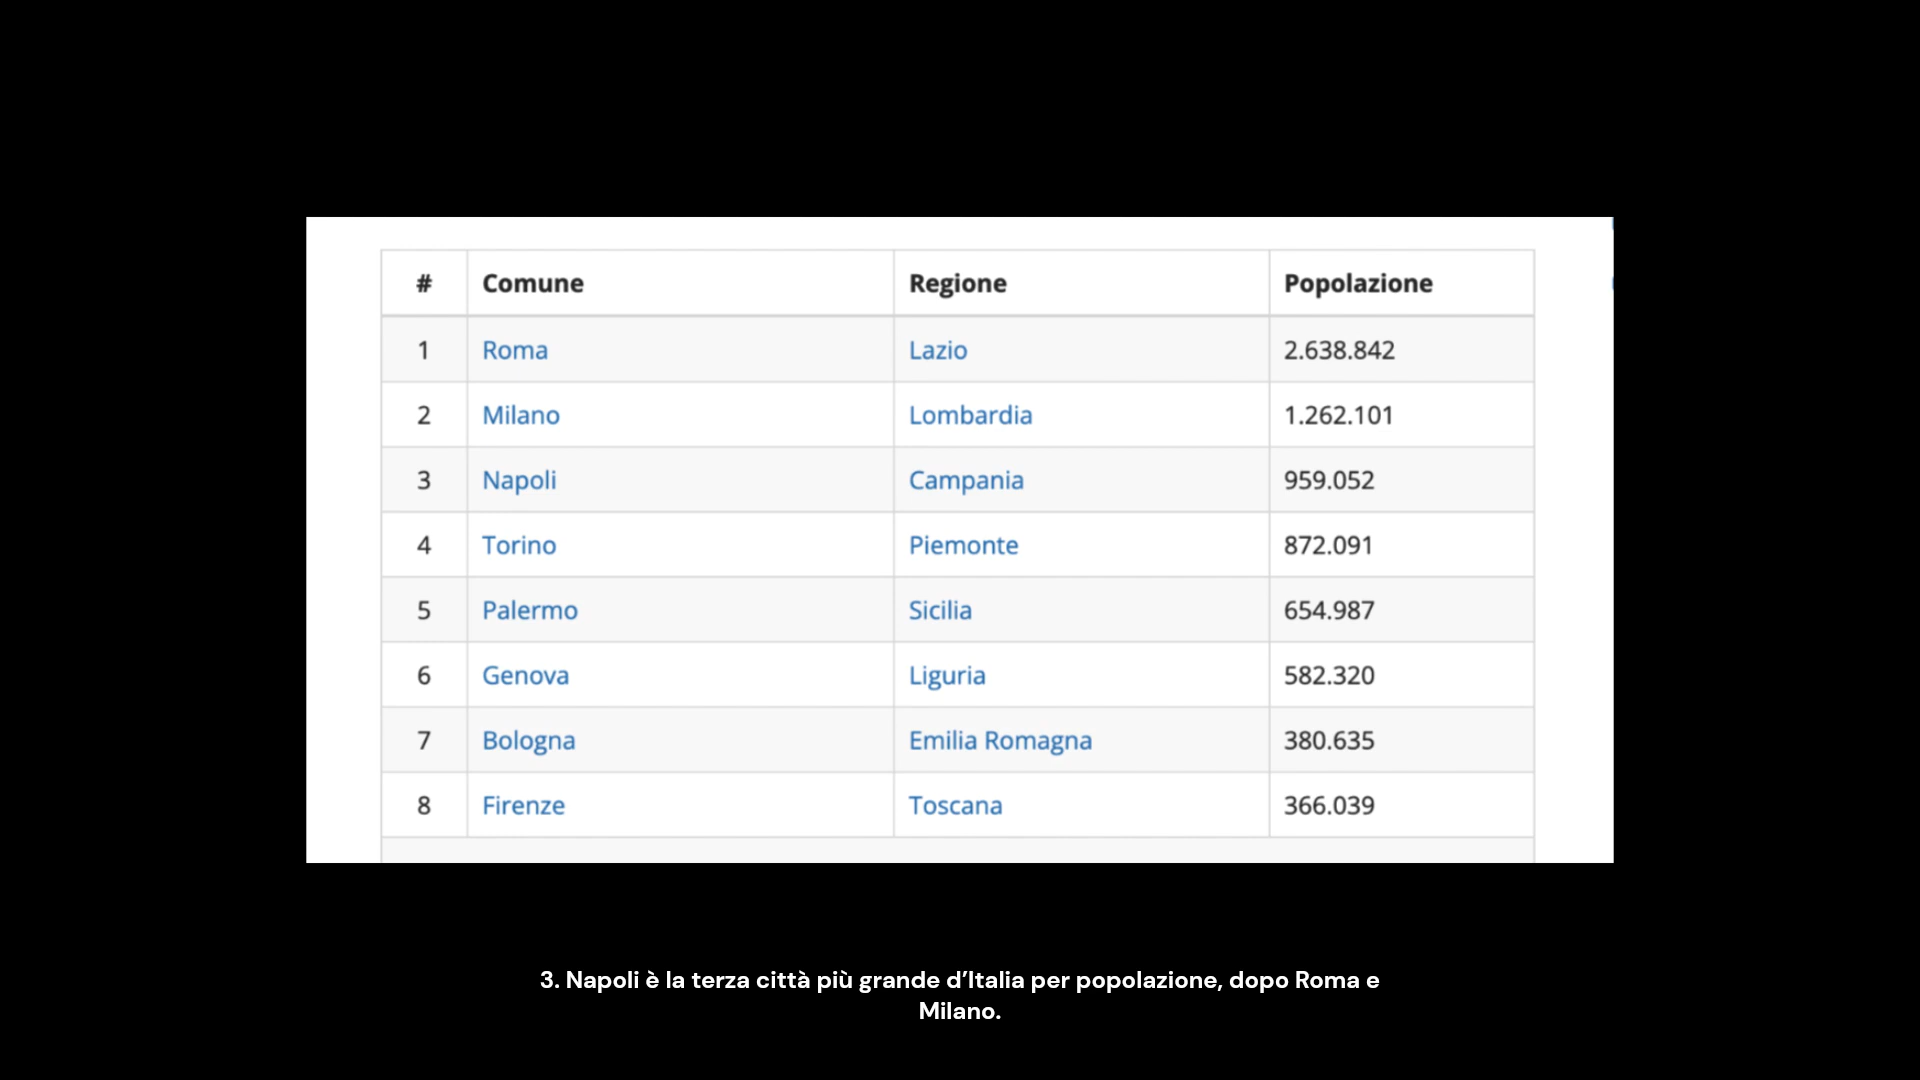 # Comune Regione Popolazione
1 Roma Lazio 2.638.842
2 Milano Lombardia 1.262.101
3 Napoli Campania 959.052
4 Torino Piemonte 872.091
5 Palermo Sicilia 654.987
6 Genova Liguria 582.320
7 Bologna Emilia Romagna 380.635
8 Firenze Toscana 366.039
3. Napoli è la terza città più grande d’Italia per popolazione, dopo Roma e
Milano.